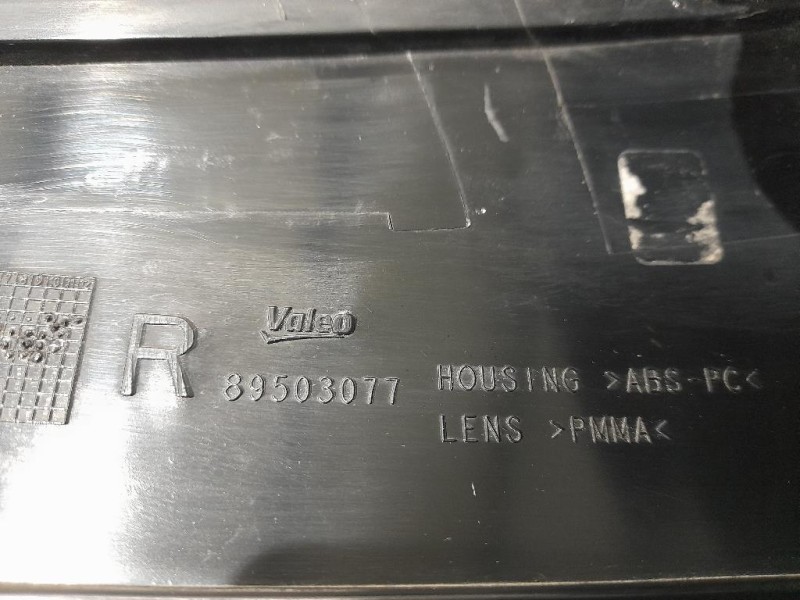 R
Valeo
89503077
HOUSING >ABS-PC<
LENS >PMMA<